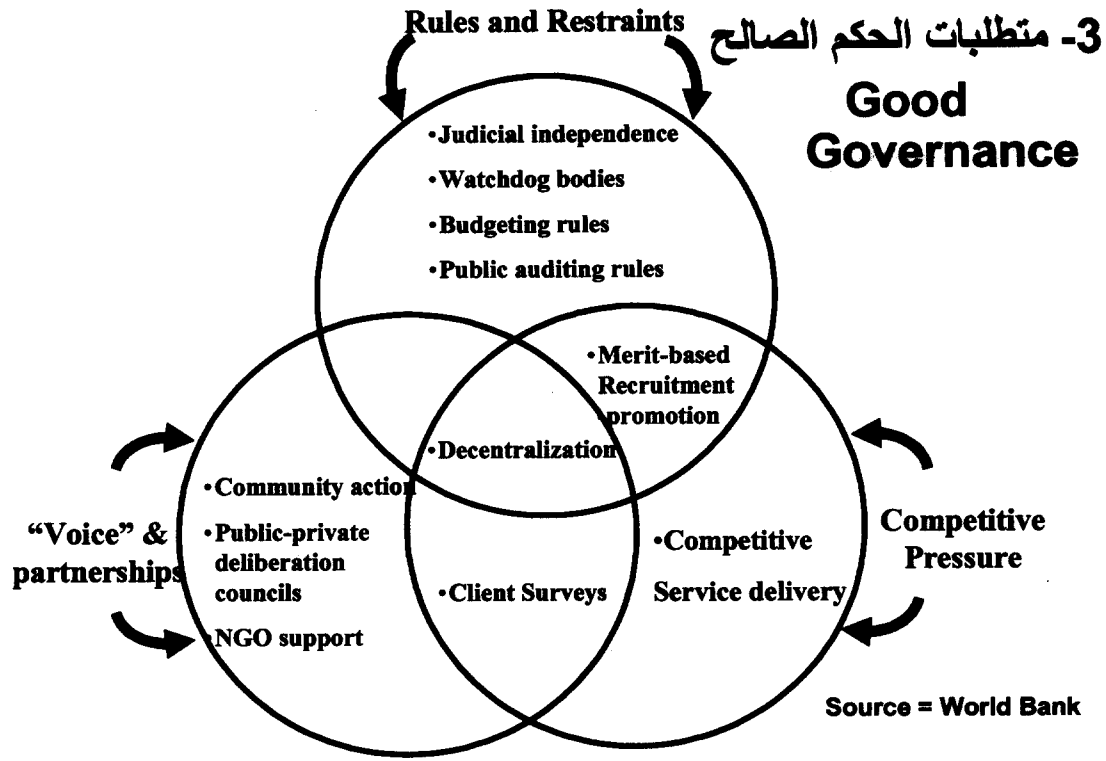 Rules and Restraints
3- متطلبات الحكم الصالح
Good
Governance
•Judicial independence
•Watchdog bodies
•Budgeting rules
•Public auditing rules
•Merit-based
Recruitment
promotion
•Decentralization
•Community action
•Public-private
deliberation
councils
•NGO support
“Voice” &
partnerships
•Client Surveys
•Competitive
Service delivery
Competitive
Pressure
Source = World Bank